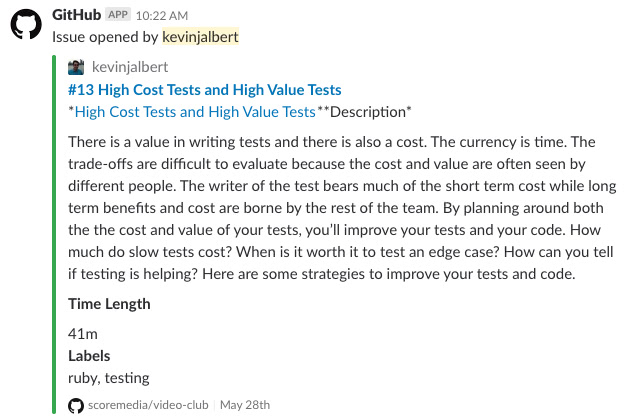 GitHub APP 10:22 AM
Issue opened by kevinjalbert
kevinjalbert
#13 High Cost Tests and High Value Tests
*High Cost Tests and High Value Tests**Description*
There is a value in writing tests and there is also a cost. The currency is time. The
trade-offs are difficult to evaluate because the cost and value are often seen by
different people. The writer of the test bears much of the short term cost while long
term benefits and cost are borne by the rest of the team. By planning around both
the the cost and value of your tests, you'll improve your tests and your code. How
much do slow tests cost? When is it worth it to test an edge case? How can you tell
if testing is helping? Here are some strategies to improve your tests and code.
Time Length
41m
Labels
ruby, testing
scoremedia/video-club May 28th